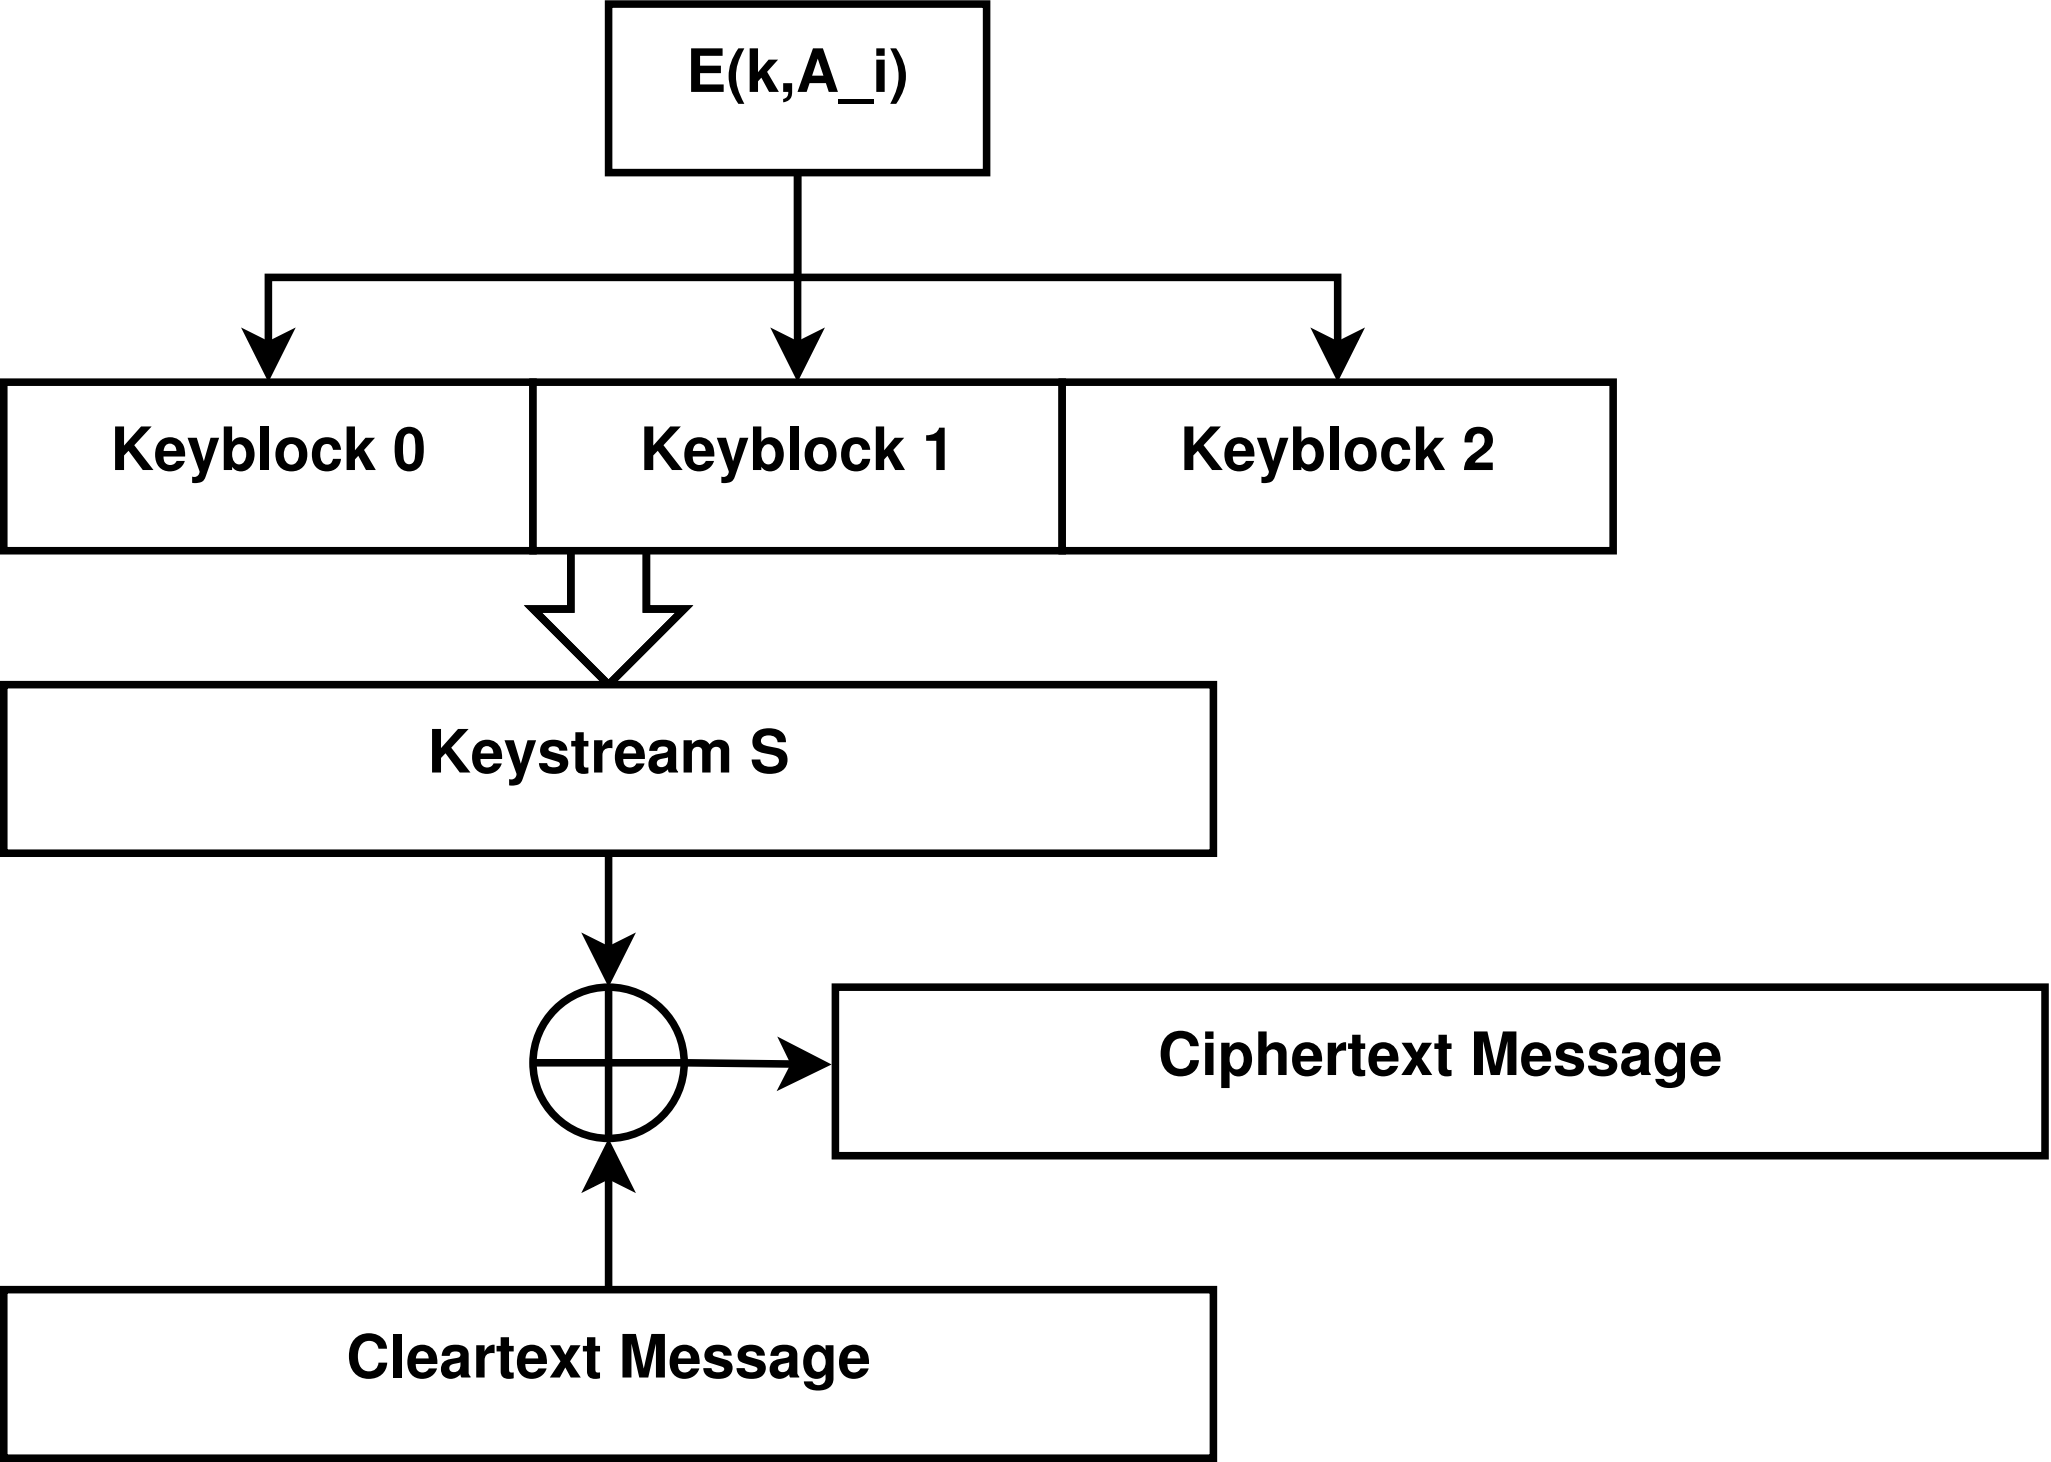 E(k,A_i)
Keyblock 0
Keyblock 1
Keyblock 2
Keystream S
Ciphertext Message
Cleartext Message